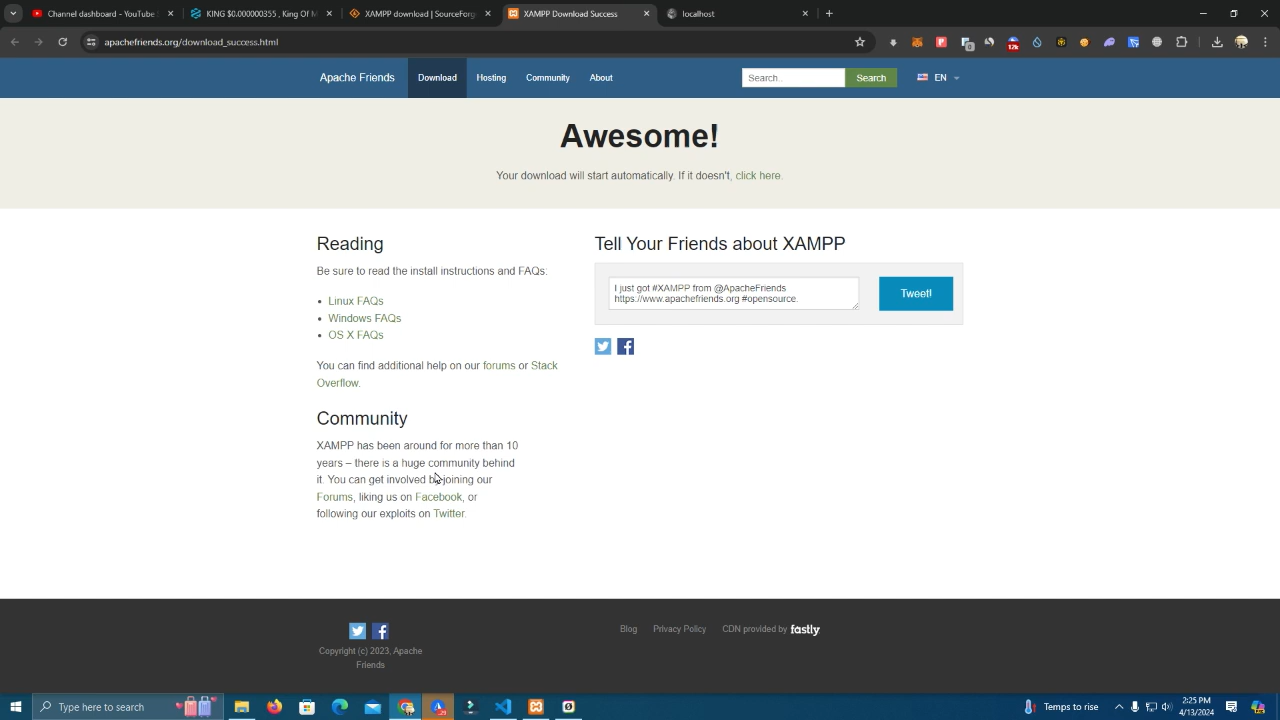 Channel dashboard - YouTube
KING $0.000000355 , King Of M
XAMPP download | SourceForg
XAMPP Download Success
localhost
apachefriends.org/download_success.html
Apache Friends
Download
Hosting
Community
About
Search..
Search
EN
Awesome!
Your download will start automatically. If it doesn't, click here.
Reading
Be sure to read the install instructions and FAQs:
Linux FAQs
Windows FAQs
OS X FAQs
You can find additional help on our forums or Stack
Overflow.
Community
XAMPP has been around for more than 10
years – there is a huge community behind
it. You can get involved by joining our
Forums, liking us on Facebook, or
following our exploits on Twitter.
Tell Your Friends about XAMPP
I just got #XAMPP from @ApacheFriends
https://www.apachefriends.org #opensource.
Tweet!
Copyright (c) 2023, Apache
Friends
Blog
Privacy Policy
CDN provided by fastly
Type here to search
Temps to rise
2:25 PM
4/13/2024